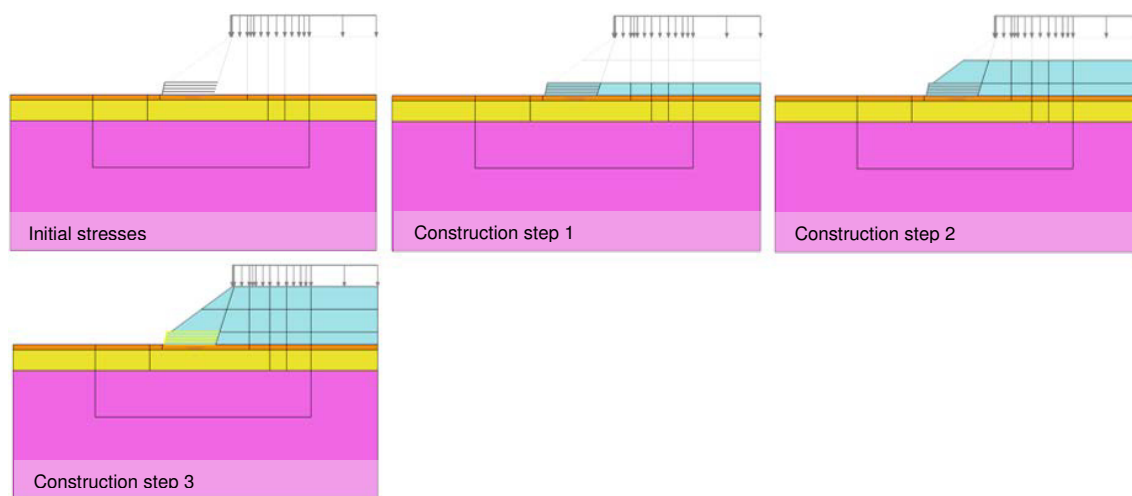 Initial stresses
Construction step 1
Construction step 2
Construction step 3